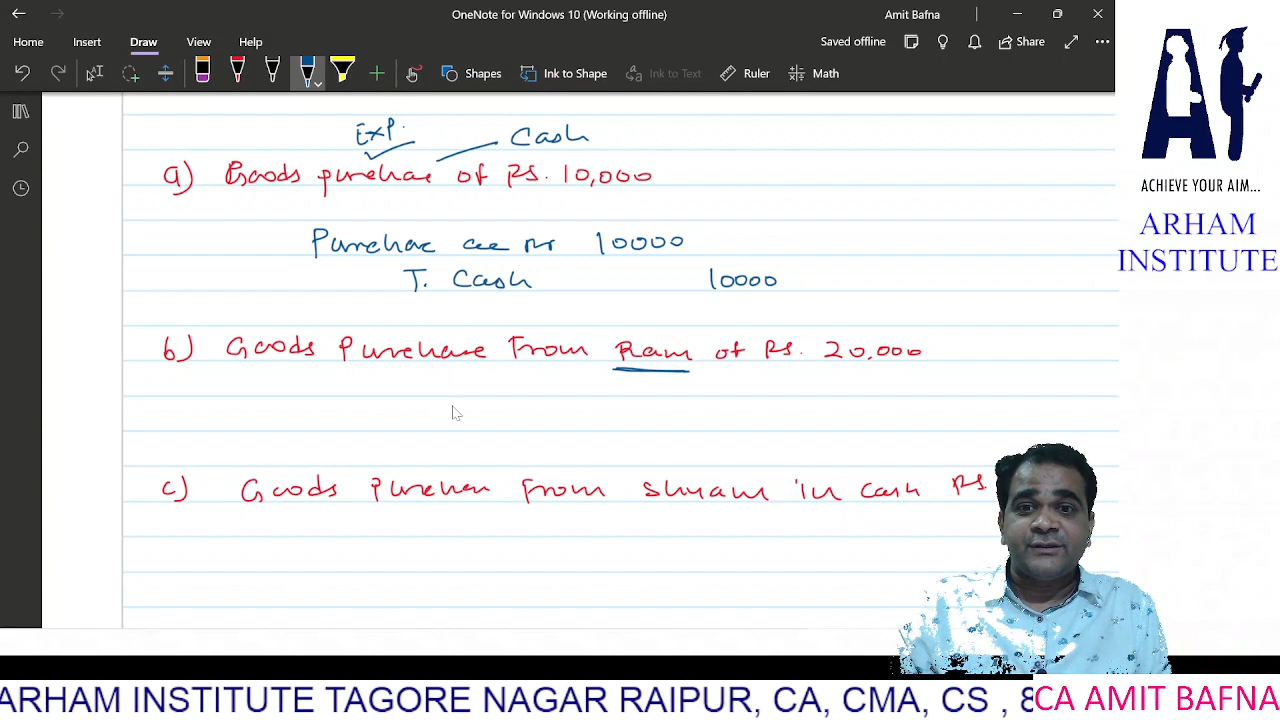 OneNote for Windows 10 (Working offline)
Amit Bafna
Home Insert Draw View Help
Saved offline
Share
Shapes Ink to Shape Ink to Text Ruler Math
Exp. Cash
a) Goods purchase of Rs. 10,000
Purchase ac Dr 10000
T. Cash 10000
b) Goods Purchase From Ram of Rs. 20,000
c) Goods Purchase From Shyam in cash Rs
AI
ACHIEVE YOUR AIM...
ARHAM
INSTITUTE
ARHAM INSTITUTE TAGORE NAGAR RAIPUR, CA, CMA, CS , 8
CA AMIT BAFNA